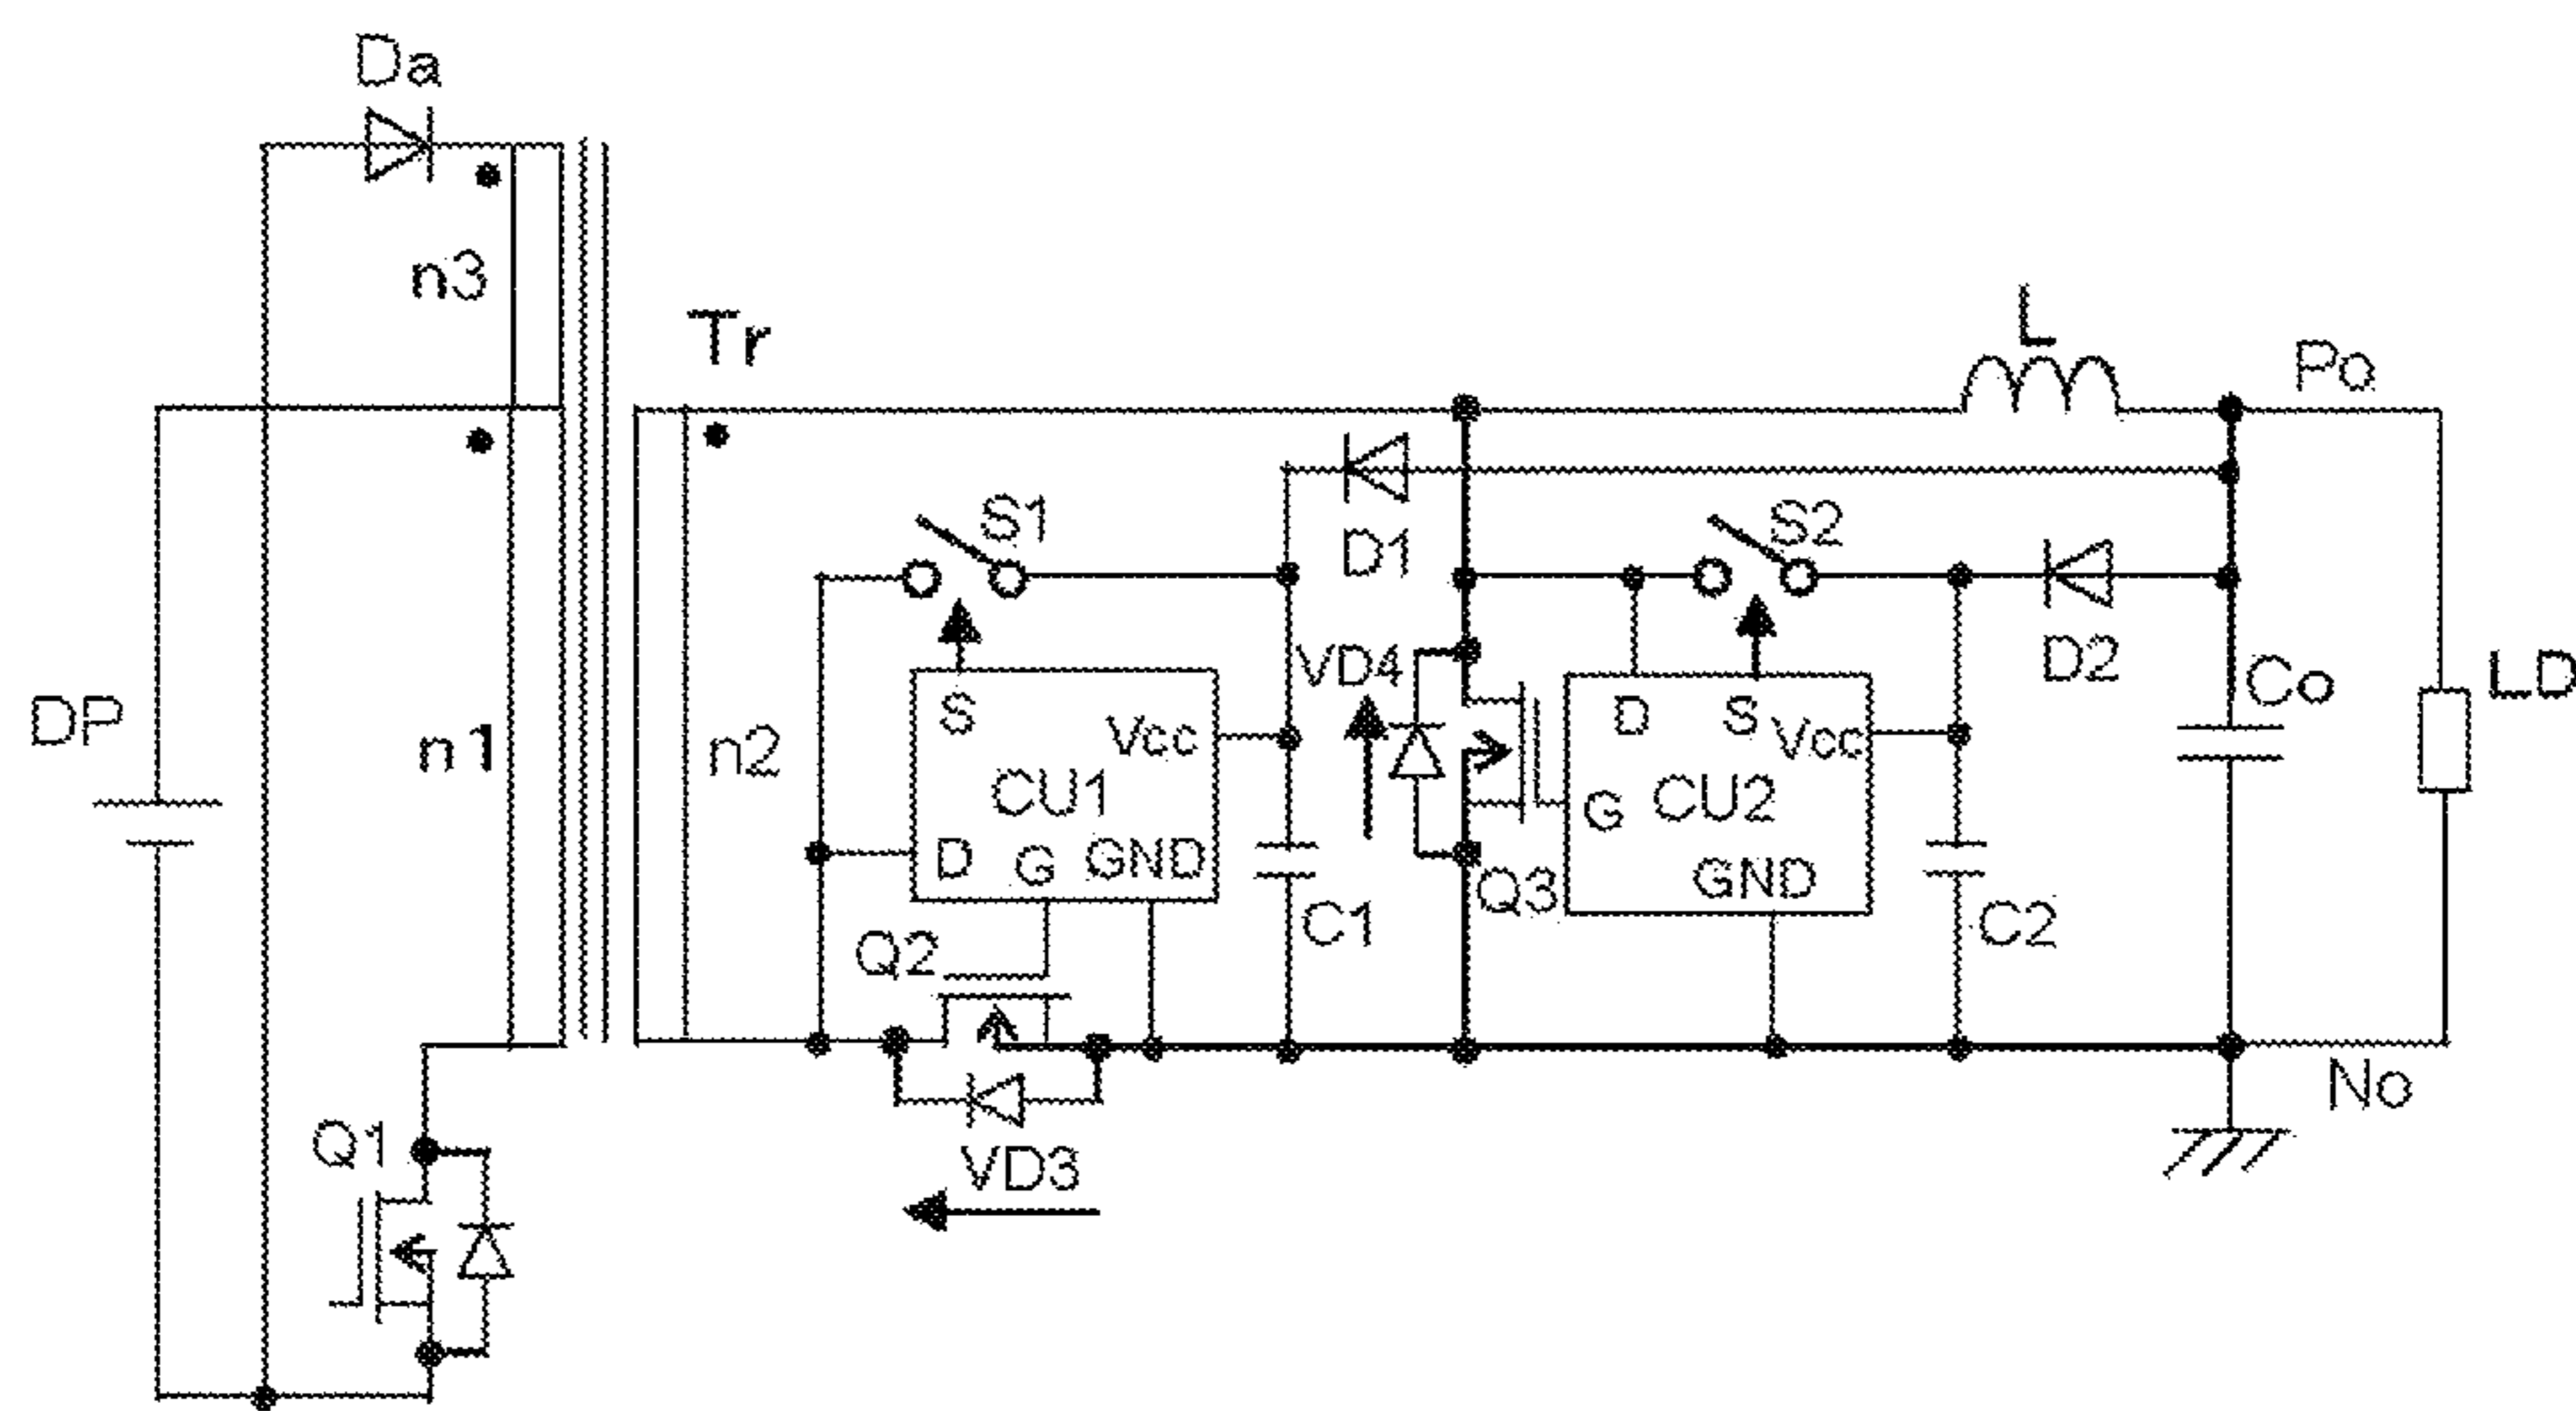 Da
n3
Tr
L
Po
S1
D1
S2
VD4
D2
Co
LD
DP
n1
n2
S
Vcc
CU1
D
G
GND
D
S
Vcc
G
CU2
GND
Q3
C1
C2
Q2
No
Q1
VD3